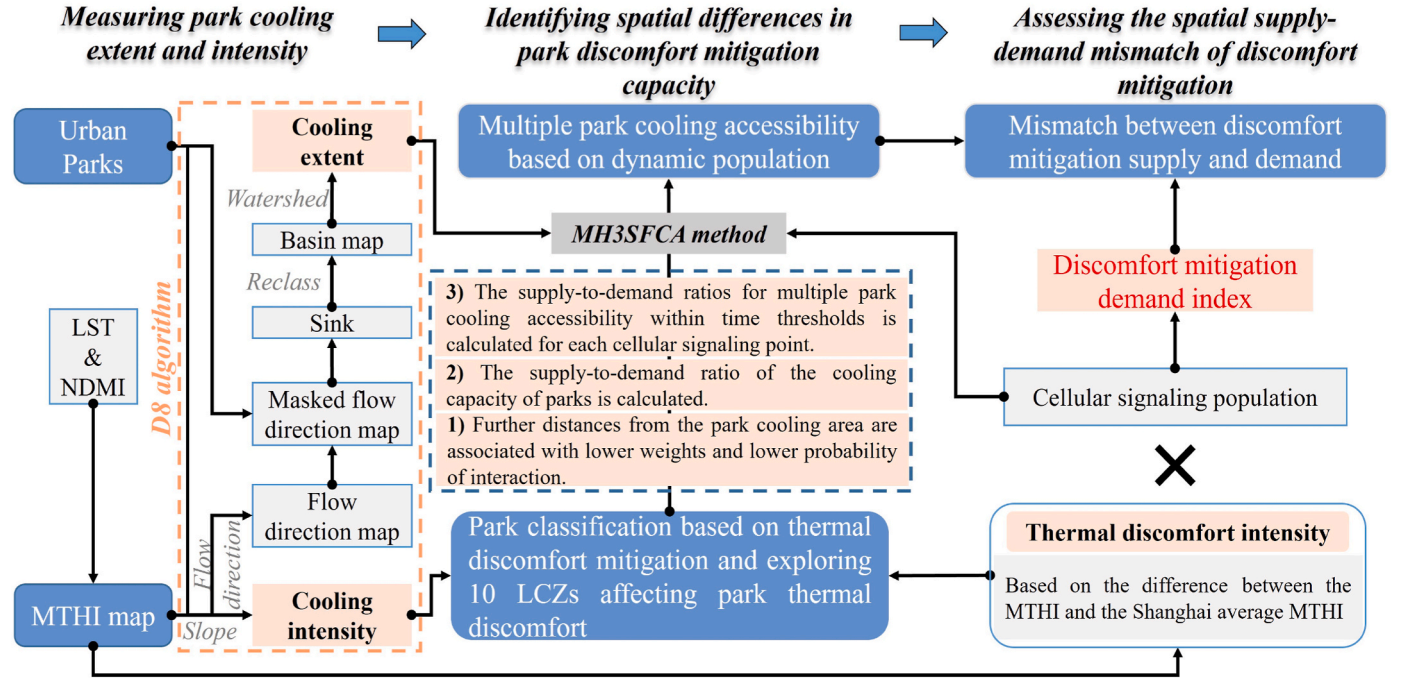 Measuring park cooling
extent and intensity
Identifying spatial differences in
park discomfort mitigation
capacity
Assessing the spatial supply-
demand mismatch of discomfort
mitigation
Urban
Parks
LST
&
NDMI
MTHI map
D8 algorithm
Cooling
extent
Watershed
Basin map
Reclass
Sink
Masked flow
direction map
Flow
direction map
Flow
direction
Slope
Cooling
intensity
Multiple park cooling accessibility
based on dynamic population
MH3SFCA method
3) The supply-to-demand ratios for multiple park
cooling accessibility within time thresholds is
calculated for each cellular signaling point.
2) The supply-to-demand ratio of the cooling
capacity of parks is calculated.
1) Further distances from the park cooling area are
associated with lower weights and lower probability
of interaction.
Park classification based on thermal
discomfort mitigation and exploring
10 LCZs affecting park thermal
discomfort
Mismatch between discomfort
mitigation supply and demand
Discomfort mitigation
demand index
Cellular signaling population
Thermal discomfort intensity
Based on the difference between the
MTHI and the Shanghai average MTHI